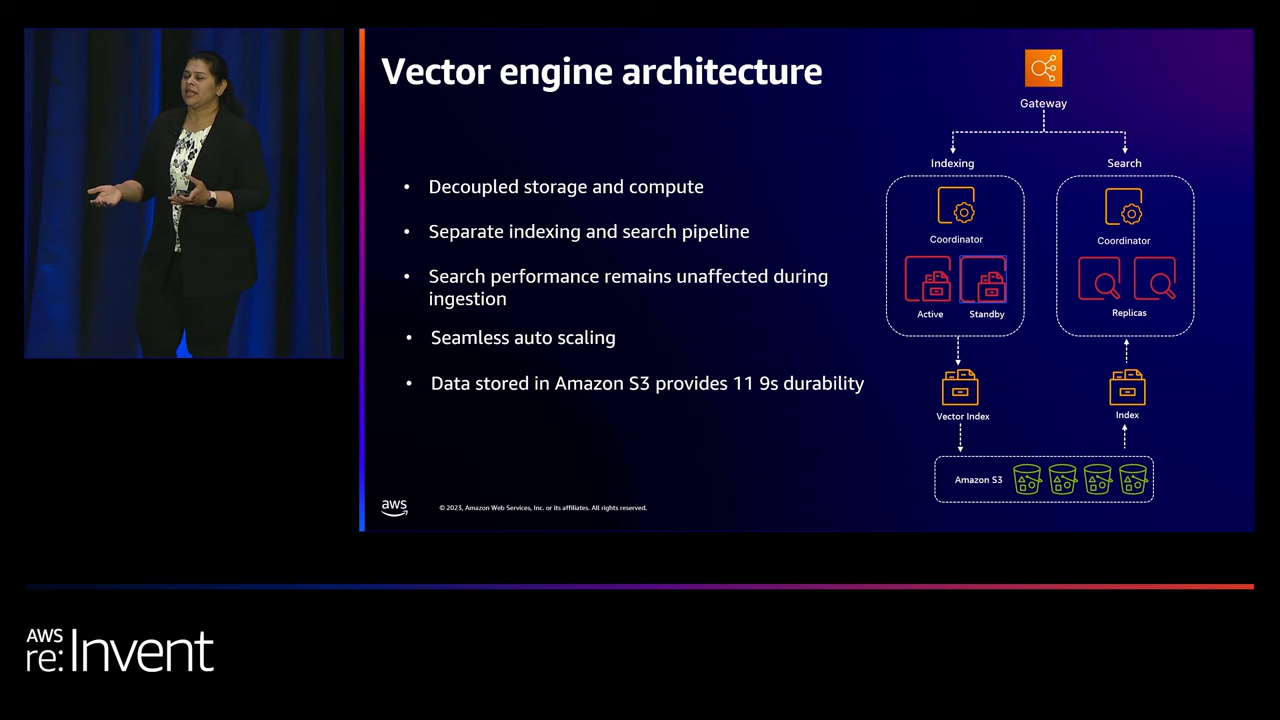 Vector engine architecture
• Decoupled storage and compute
• Separate indexing and search pipeline
• Search performance remains unaffected during
ingestion
• Seamless auto scaling
• Data stored in Amazon S3 provides 11 9s durability
Gateway
Indexing
Search
Coordinator
Coordinator
Active
Standby
Replicas
Vector Index
Index
Amazon S3
aws
© 2023, Amazon Web Services, Inc. or its affiliates. All rights reserved.
AWS
re:Invent